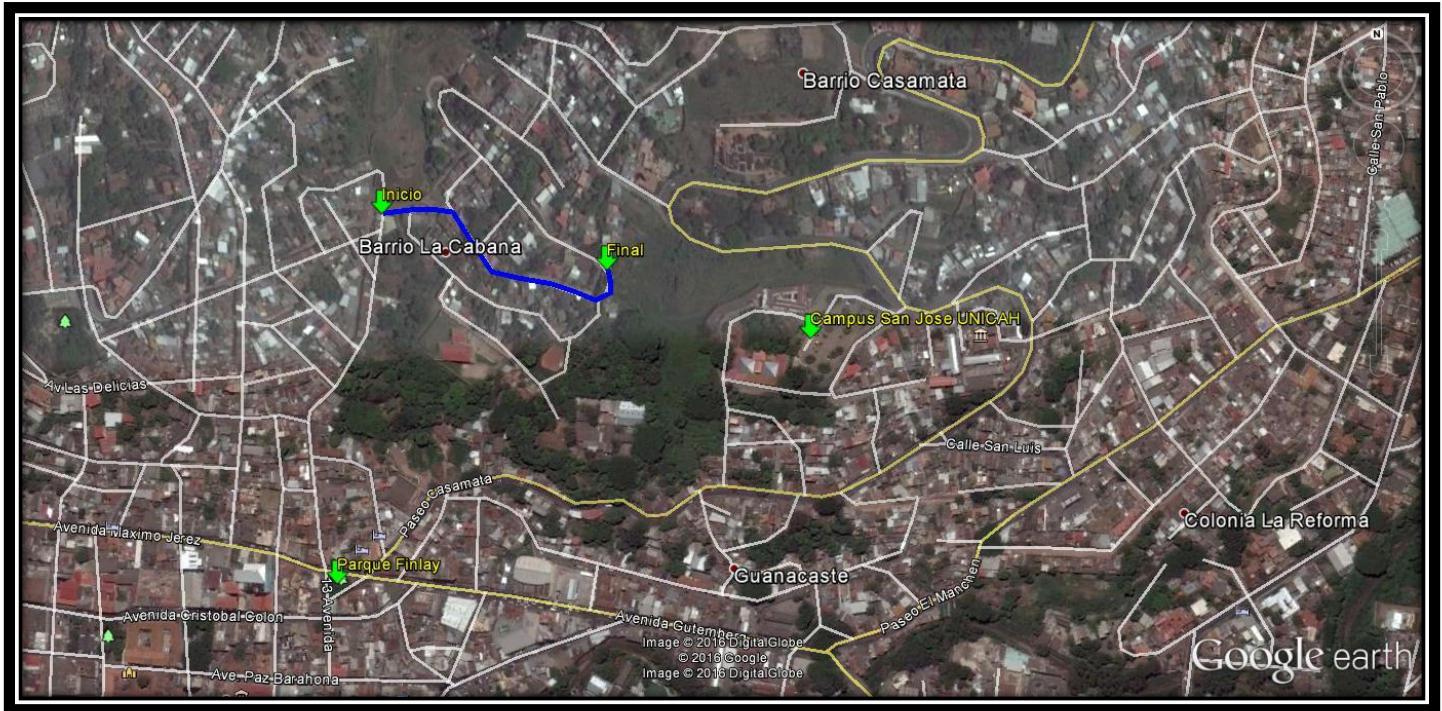 N
Barrio Casamata
Calle San Pablo
Inicio
Barrio La Cabana
Final
Campus San Jose UNICAH
Av Las Delicias
Calle San Luis
Paseo Casamata
Colonia La Reforma
Avenida Maximo Jerez
Parque Finlay
Guanacaste
13 Avenida
Paseo El Manchen
Avenida Cristobal Colon
Avenida Gutemberg
Image © 2016 DigitalGlobe
© 2016 Google
Image © 2016 DigitalGlobe
Google earth
Ave. Paz Barahona